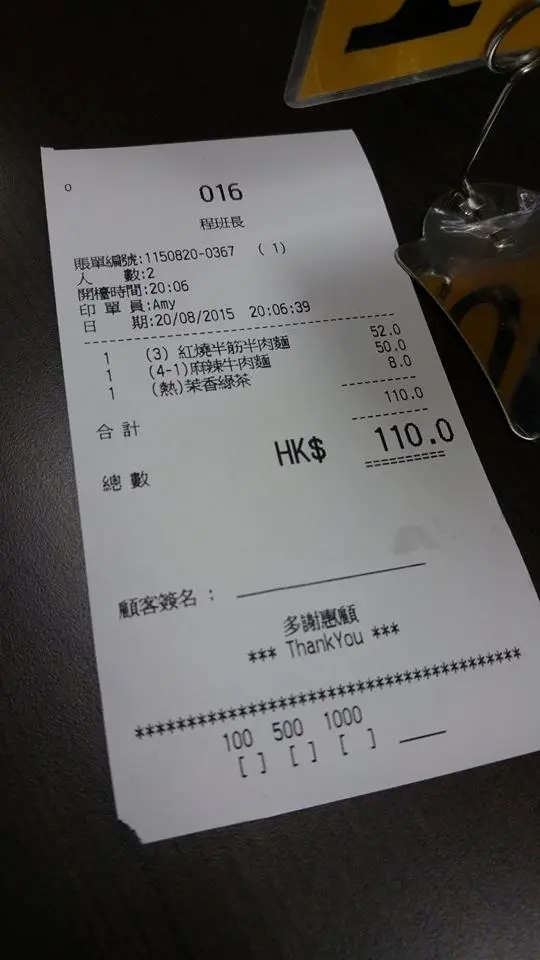 0
016
程班長
賬單編號:1150820-0367 ( 1)
人 數:2
開檯時間:20:06
印 單 員:Amy
日 期:20/08/2015 20:06:39
1 (3) 紅燒半筋半肉麵 52.0
1 (4-1)麻辣牛肉麵 50.0
1 (熱)茉香綠茶 8.0
合 計 110.0
總 數 HK$ 110.0
顧客簽名 :
多謝惠顧
*** ThankYou ***
****************************************
100 500 1000
[ ] [ ] [ ]